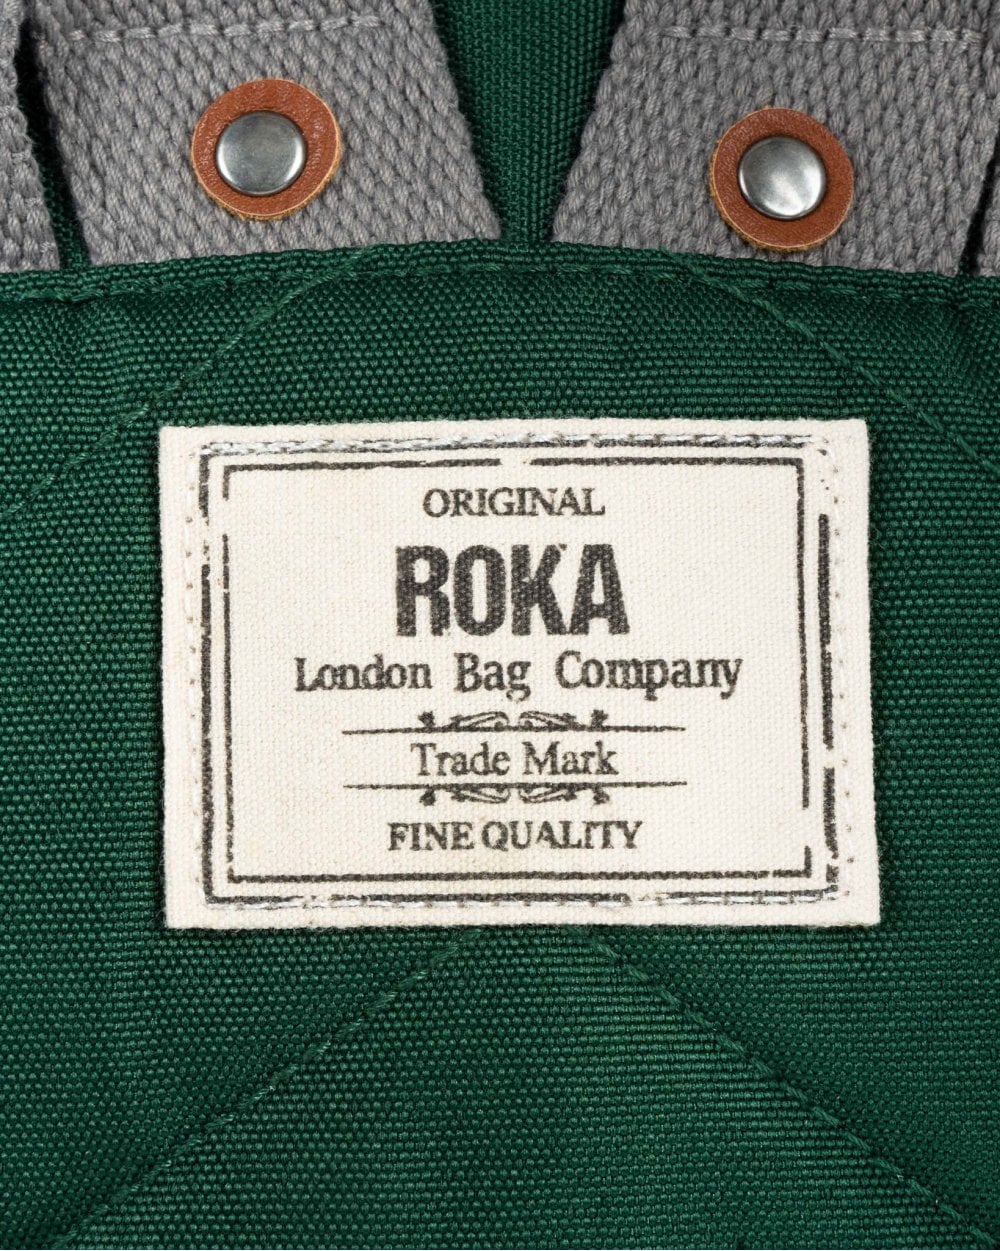 ORIGINAL
ROKA
London Bag Company
Trade Mark
FINE QUALITY